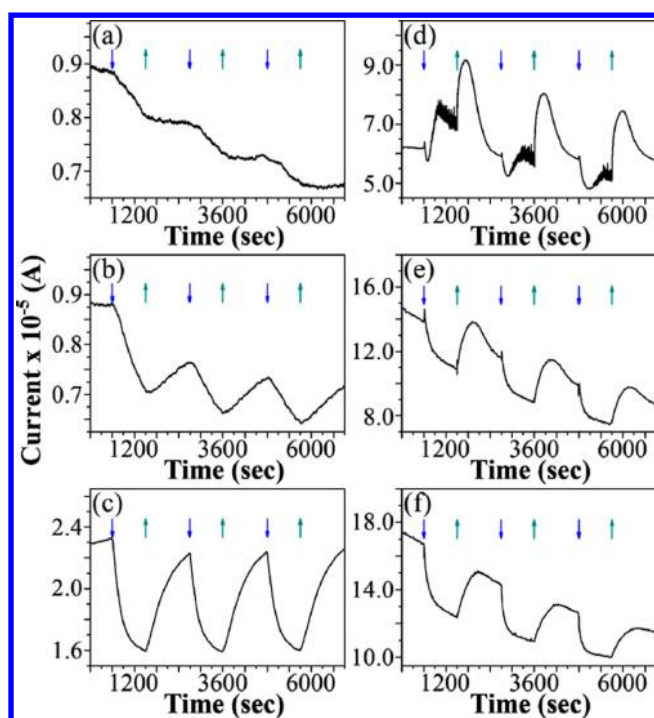 Current x 10⁻⁵ (A)
(a)
0.9
0.8
0.7
1200 3600 6000
Time (sec)
(b)
0.9
0.8
0.7
1200 3600 6000
Time (sec)
(c)
2.4
2.0
1.6
1200 3600 6000
Time (sec)
(d)
9.0
7.0
5.0
1200 3600 6000
Time (sec)
(e)
16.0
12.0
8.0
1200 3600 6000
Time (sec)
(f)
18.0
14.0
10.0
1200 3600 6000
Time (sec)